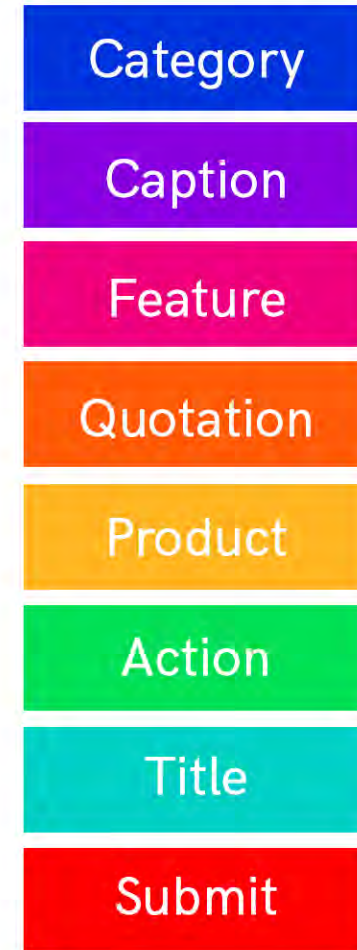 Category
Caption
Feature
Quotation
Product
Action
Title
Submit